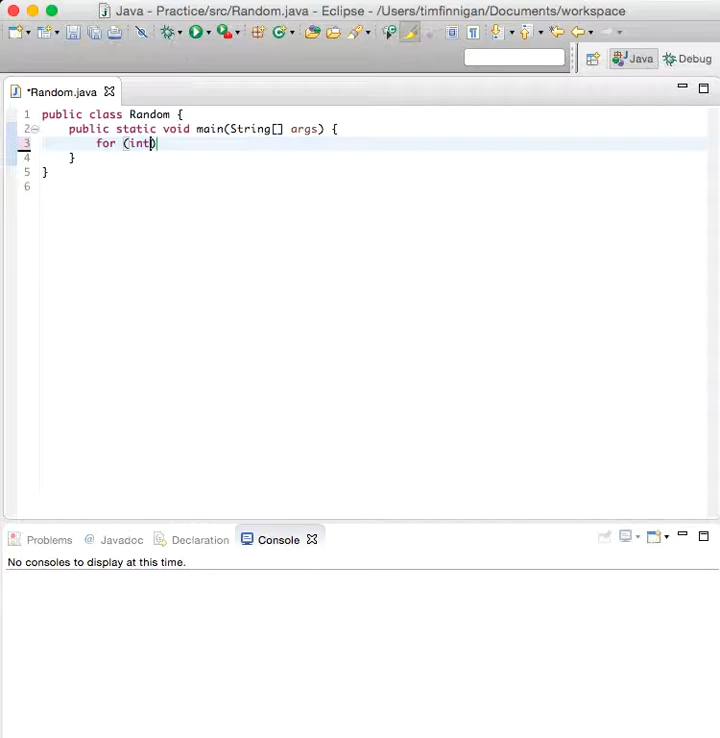 Java - Practice/src/Random.java - Eclipse - /Users/timfinnigan/Documents/workspace
Java Debug
*Random.java
1 public class Random {
2 public static void main(String[] args) {
3 for (int)
4 }
5 }
6
Problems @ Javadoc Declaration Console
No consoles to display at this time.